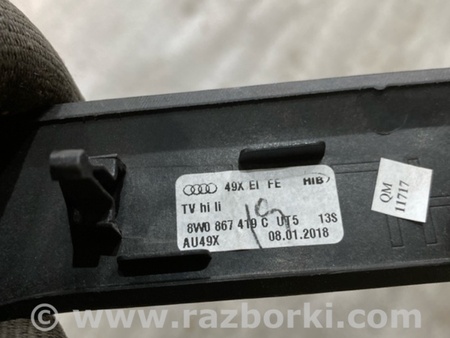 49X EI FE HIB
TV hi li
8W0 867 419 C UT5 13S
AU49X 08.01.2018
QM
11717
www.razborki.com